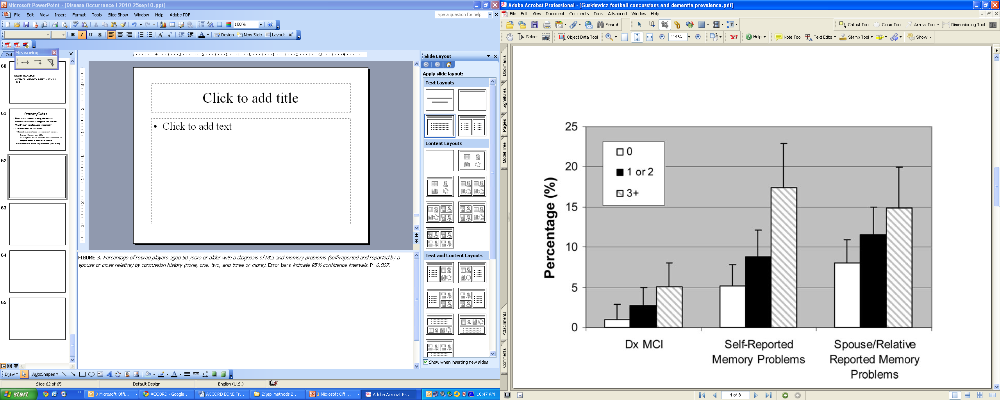 Microsoft PowerPoint - [Disease Occurrence I 2010 25sep10.ppt]
File Edit View Insert Format Tools Slide Show Window Help Adobe PDF
Type a question for help
100%
B I U S
Design New Slide Layout
Measuring
Outli
60
INSERT EXAMPLE
ALCOHOL AND HCV MORTALITY IN
US
61
Summary Points
62
63
64
65
Click to add title
• Click to add text
FIGURE 3. Percentage of retired players aged 50 years or older with a diagnosis of MCI and memory problems (self-reported and reported by a
spouse or close relative) by concussion history (none, one, two, and three or more). Error bars indicate 95% confidence intervals. P 0.007.
Slide Layout
Apply slide layout:
Text Layouts
Content Layouts
Text and Content Layouts
Show when inserting new slides
Draw AutoShapes
Slide 62 of 65 Default Design English (U.S.)
start 3 Microsoft Offi... ACCORD - Google... ACCORD BONE Fr... Z:\epi methods 2... 3 Microsoft Offi... Adobe Acrobat Pr... 10:47 AM
Adobe Acrobat Professional - [Guskiewicz football concussions and dementia prevalence.pdf]
File Edit View Document Comments Tools Advanced Window Help
Search Callout Tool Cloud Tool Arrow Tool Dimensioning Tool
Select Object Data Tool 414% Y! Help Note Tool Text Edits Stamp Tool Show
Bookmarks
Signatures
Pages
Model Tree
Attachments
Comments
Percentage (%)
25
20
15
10
5
0
0
1 or 2
3+
Dx MCI
Self-Reported
Memory Problems
Spouse/Relative
Reported Memory
Problems
4 of 8